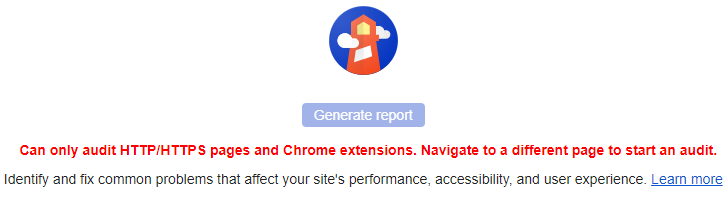 Generate report
Can only audit HTTP/HTTPS pages and Chrome extensions. Navigate to a different page to start an audit.
Identify and fix common problems that affect your site's performance, accessibility, and user experience. Learn more